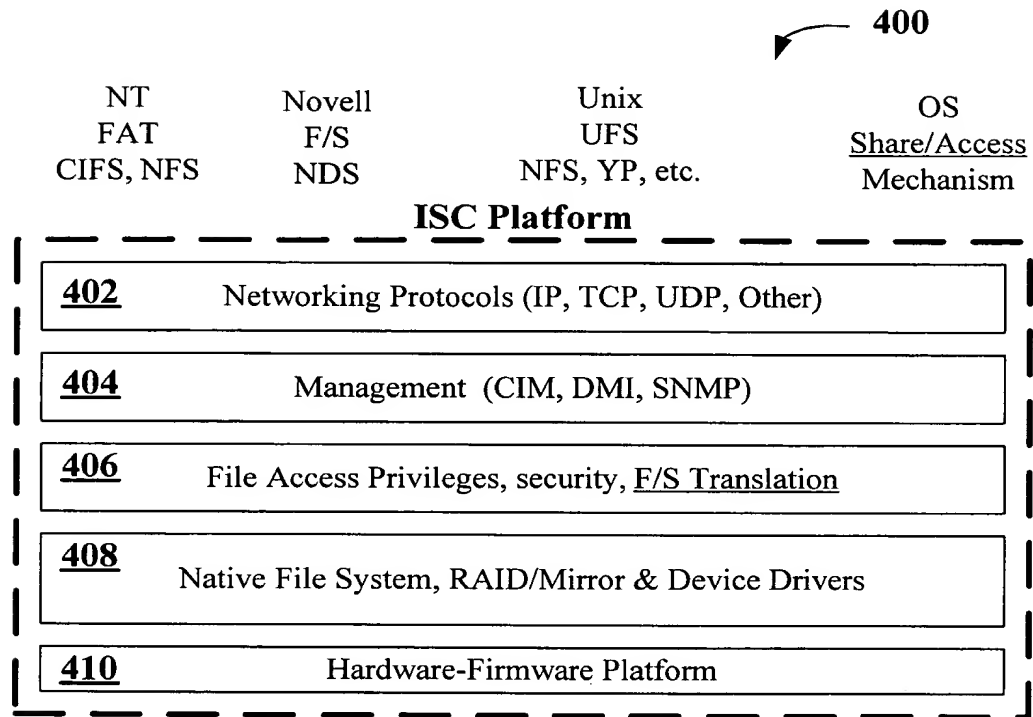 400
NT
FAT
CIFS, NFS
Novell
F/S
NDS
Unix
UFS
NFS, YP, etc.
OS
Share/Access
Mechanism
ISC Platform
402 Networking Protocols (IP, TCP, UDP, Other)
404 Management (CIM, DMI, SNMP)
406 File Access Privileges, security, F/S Translation
408 Native File System, RAID/Mirror & Device Drivers
410 Hardware-Firmware Platform